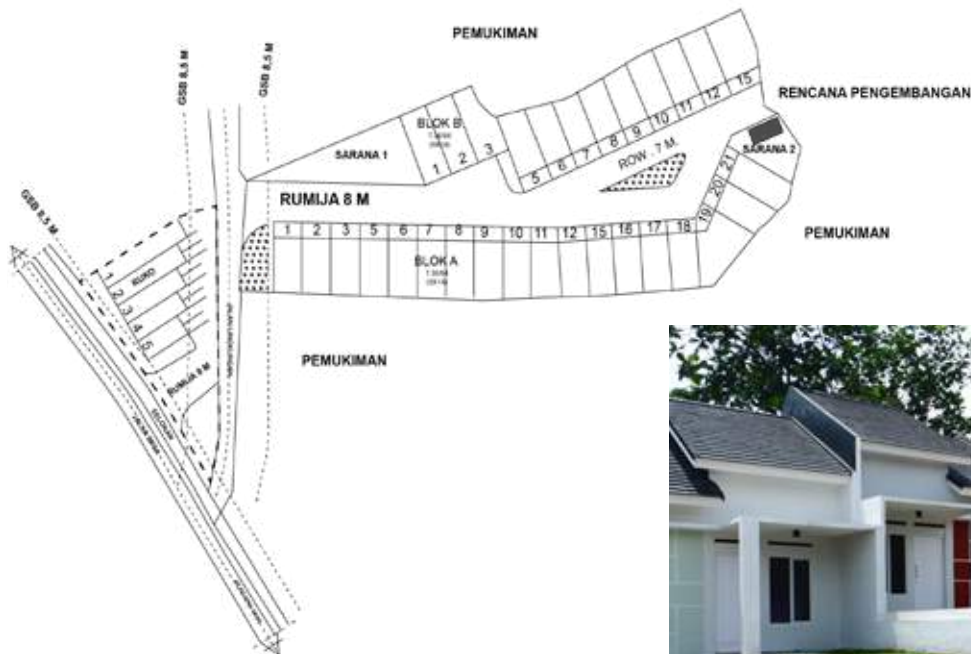 GSB 8,5 M
GSB 8,5 M
PEMUKIMAN
RENCANA PENGEMBANGAN
BLOK B
SARANA 1
1
2
3
5
6
7
8
9
10
11
12
15
ROW . 7 M.
SARANA 2
21
20
19
GSB 8,5 M
RUMIJA 8 M
1
2
3
5
6
7
8
9
10
11
12
15
16
17
18
BLOK A
PEMUKIMAN
RUKO
1
2
3
4
5
RUMIJA 8 M
PEMUKIMAN